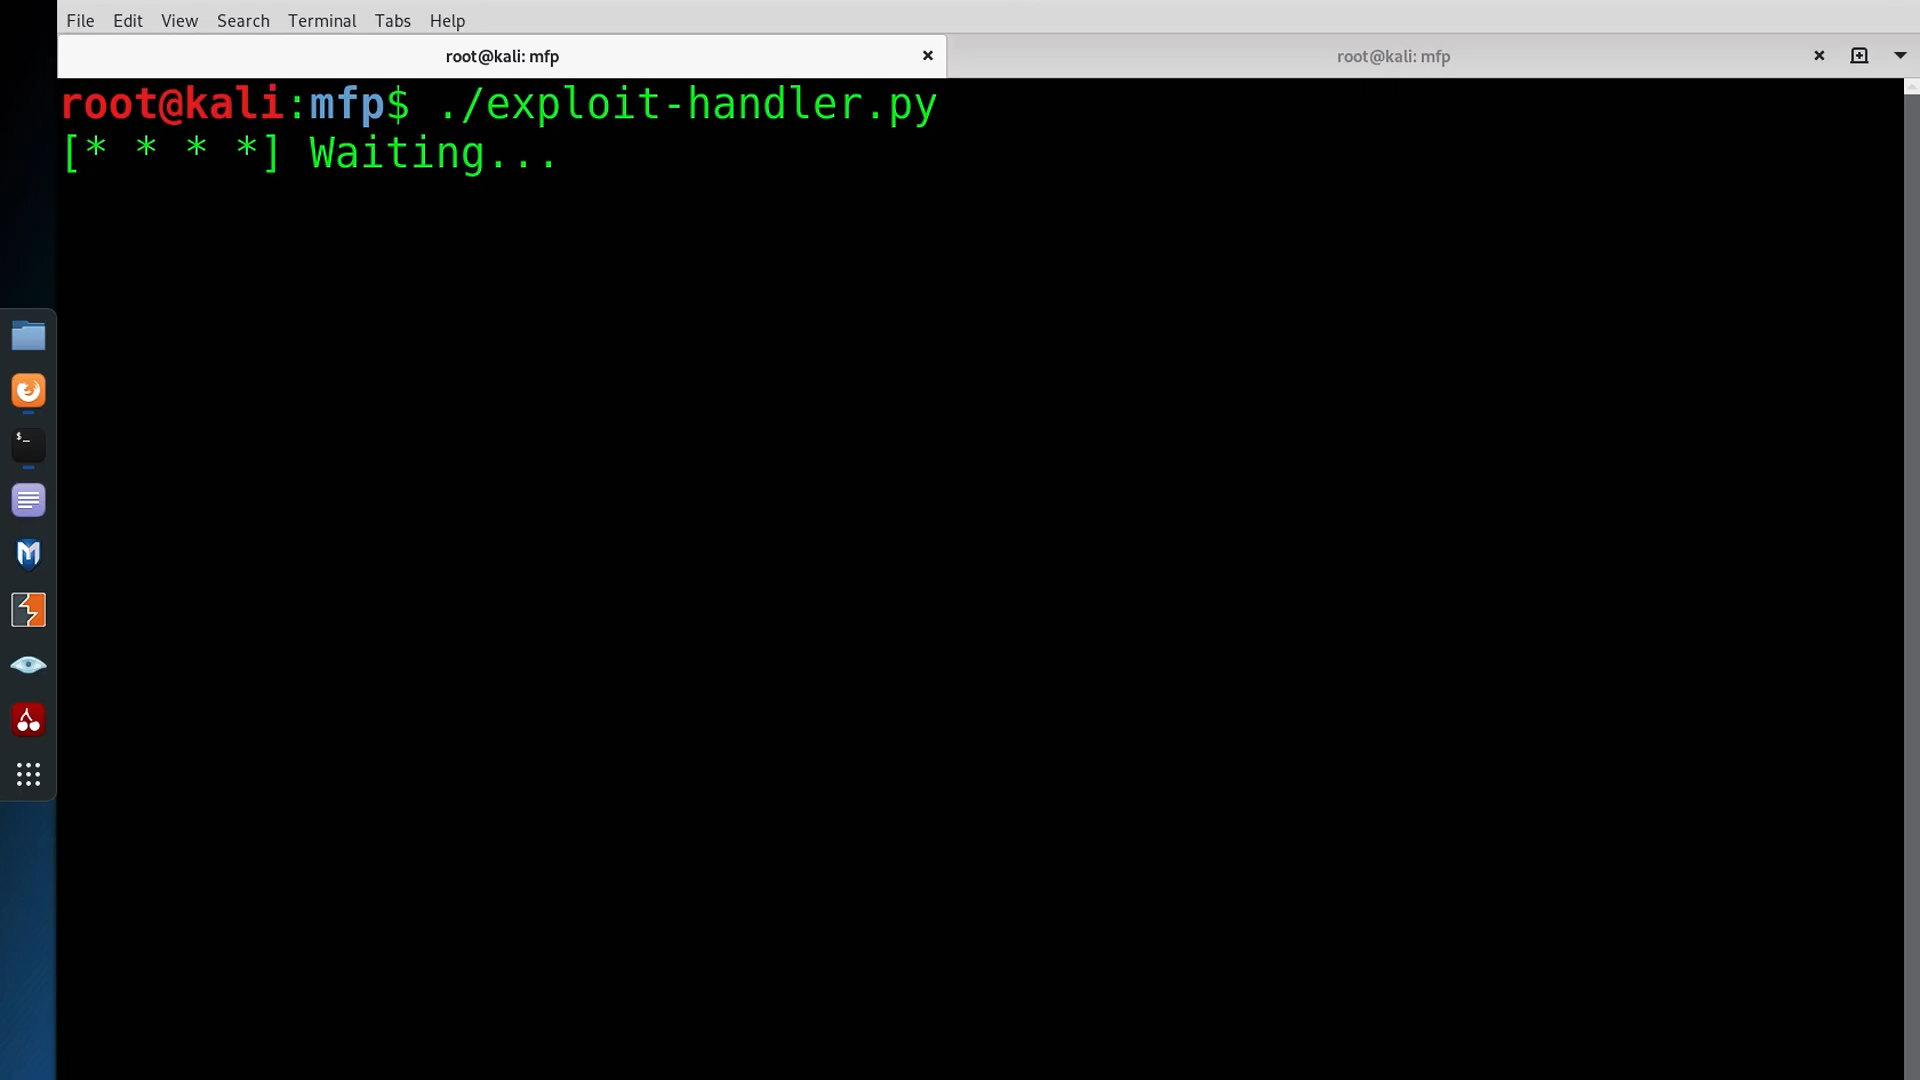 File Edit View Search Terminal Tabs Help
root@kali: mfp × root@kali: mfp ×
root@kali:mfp$ ./exploit-handler.py
[* * * *] Waiting...
$_